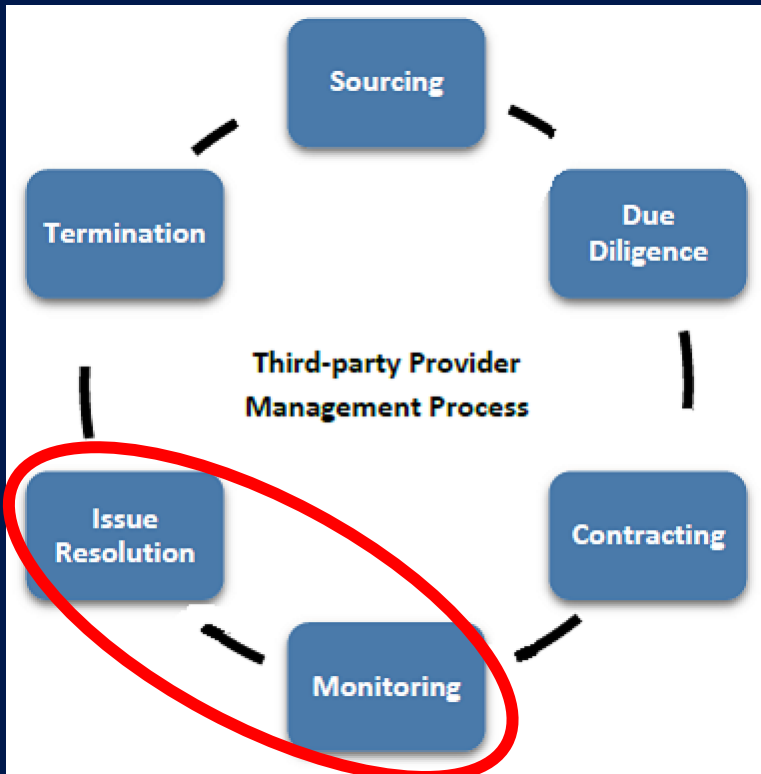 Sourcing
Due
Diligence
Termination
Third-party Provider
Management Process
Issue
Resolution
Contracting
Monitoring